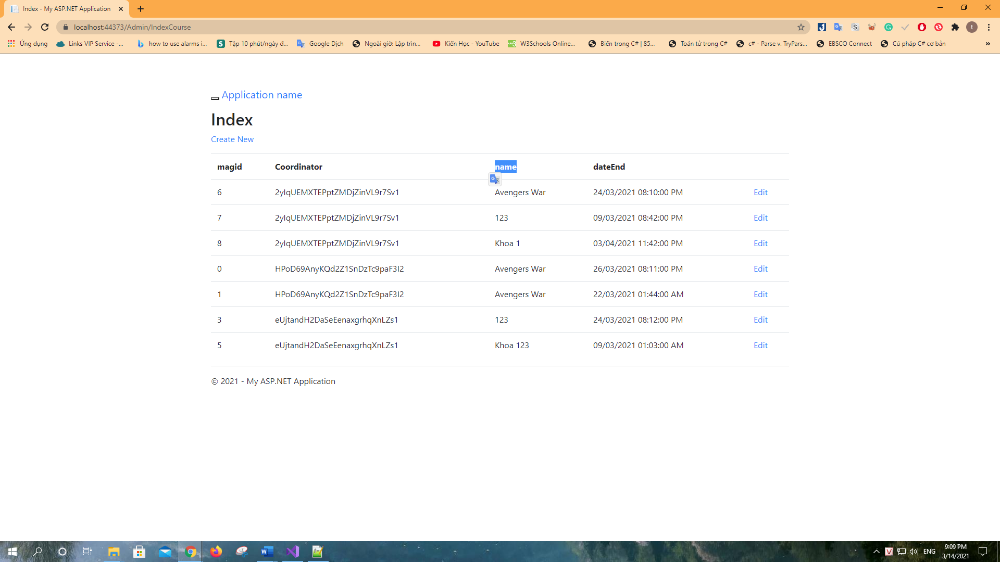 Index - My ASP.NET Application
localhost:44373/Admin/IndexCourse
Ứng dụng Links VIP Service -... how to use alarms i... Tập 10 phút/ngày đ... Google Dịch Ngoài giờ: Lập trìn... Kiến Học - YouTube W3Schools Online... Biến trong C# | 85... Toán tử trong C# c# - Parse v. TryPars... EBSCO Connect Cú pháp C# cơ bản »
Application name
Index
Create New
magid Coordinator name dateEnd
6 2yIqUEMXTEPptZMDjZinVL9r7Sv1 Avengers War 24/03/2021 08:10:00 PM Edit
7 2yIqUEMXTEPptZMDjZinVL9r7Sv1 123 09/03/2021 08:42:00 PM Edit
8 2yIqUEMXTEPptZMDjZinVL9r7Sv1 Khoa 1 03/04/2021 11:42:00 PM Edit
0 HPoD69AnyKQd2Z1SnDzTc9paF3I2 Avengers War 26/03/2021 08:11:00 PM Edit
1 HPoD69AnyKQd2Z1SnDzTc9paF3I2 Avengers War 22/03/2021 01:44:00 AM Edit
3 eUjtandH2DaSeEenaxgrhqXnLZs1 123 24/03/2021 08:12:00 PM Edit
5 eUjtandH2DaSeEenaxgrhqXnLZs1 Khoa 123 09/03/2021 01:03:00 AM Edit
© 2021 - My ASP.NET Application
ENG
9:09 PM
3/14/2021